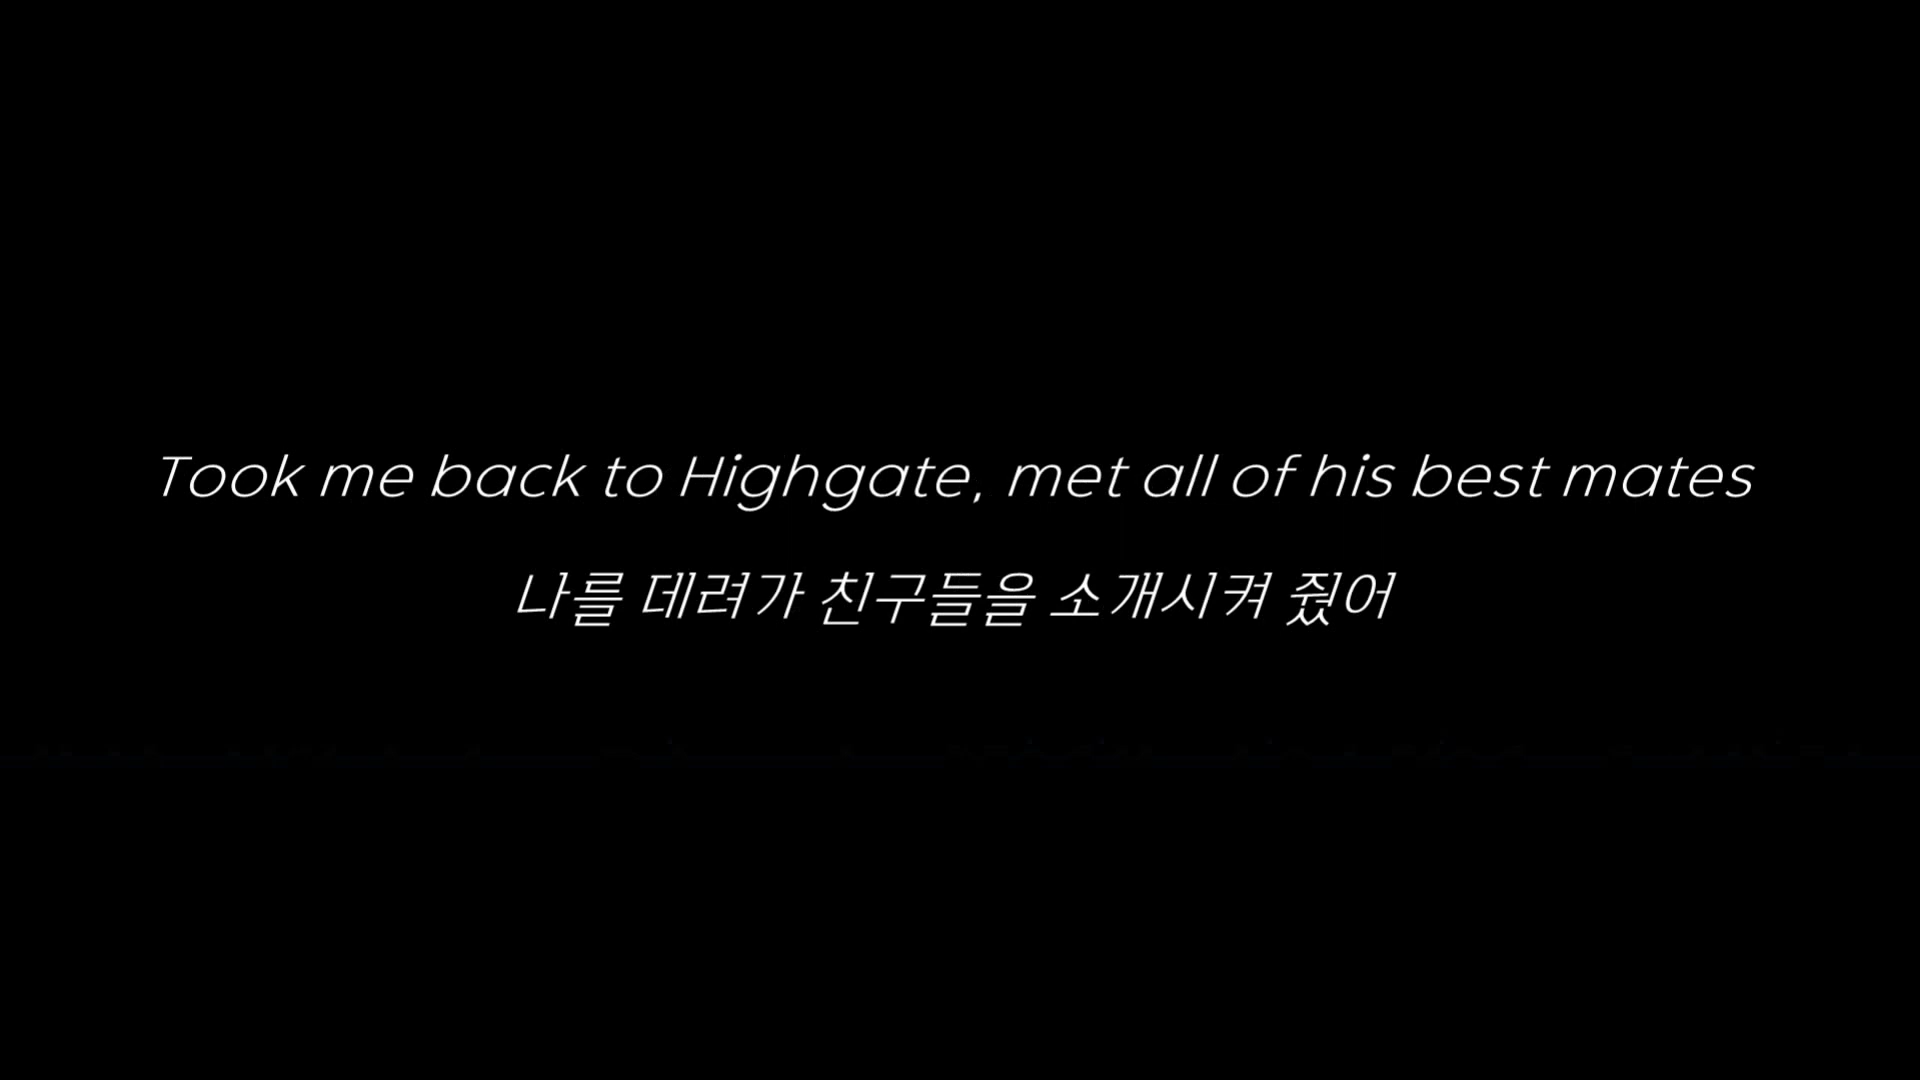 Took me back to Highgate, met all of his best mates
나를 데려가 친구들을 소개시켜 줬어